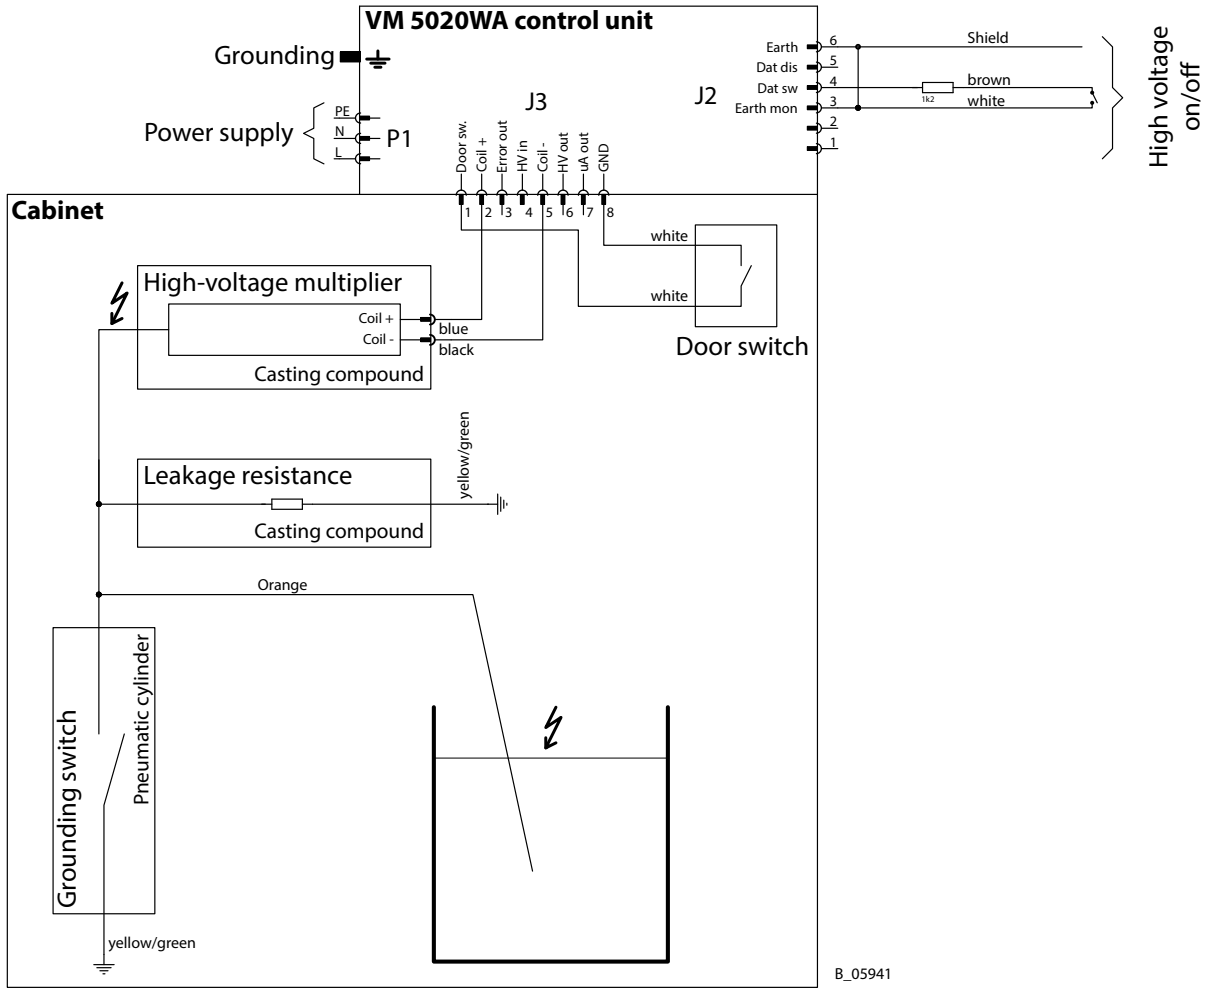 VM 5020WA control unit
Grounding
Earth
6
Shield
Dat dis
5
Dat sw
4
brown
1k2
Earth mon
3
white
2
1
J2
High voltage
on/off
Power supply
PE
N
L
P1
J3
Door sw.
Coil +
Error out
HV in
Coil -
HV out
uA out
GND
1
2
3
4
5
6
7
8
Cabinet
white
white
Door switch
High-voltage multiplier
Coil +
Coil -
blue
black
Casting compound
Leakage resistance
yellow/green
Casting compound
Orange
Grounding switch
Pneumatic cylinder
yellow/green
B_05941